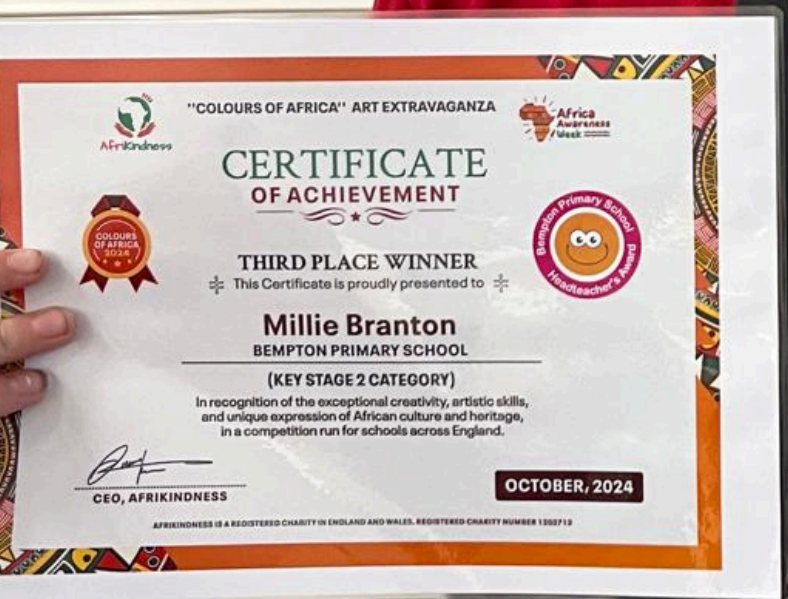 "COLOURS OF AFRICA" ART EXTRAVAGANZA
AfriKindness
Africa
Awareness
Week
CERTIFICATE
OF ACHIEVEMENT
COLOURS
OF AFRICA
2024
Bempton Primary School
Headteacher's Award
THIRD PLACE WINNER
This Certificate is proudly presented to
Millie Branton
BEMPTON PRIMARY SCHOOL
(KEY STAGE 2 CATEGORY)
In recognition of the exceptional creativity, artistic skills,
and unique expression of African culture and heritage,
in a competition run for schools across England.
CEO, AFRIKINDNESS
OCTOBER, 2024
AFRIKINDNESS IS A REGISTERED CHARITY IN ENGLAND AND WALES. REGISTERED CHARITY NUMBER